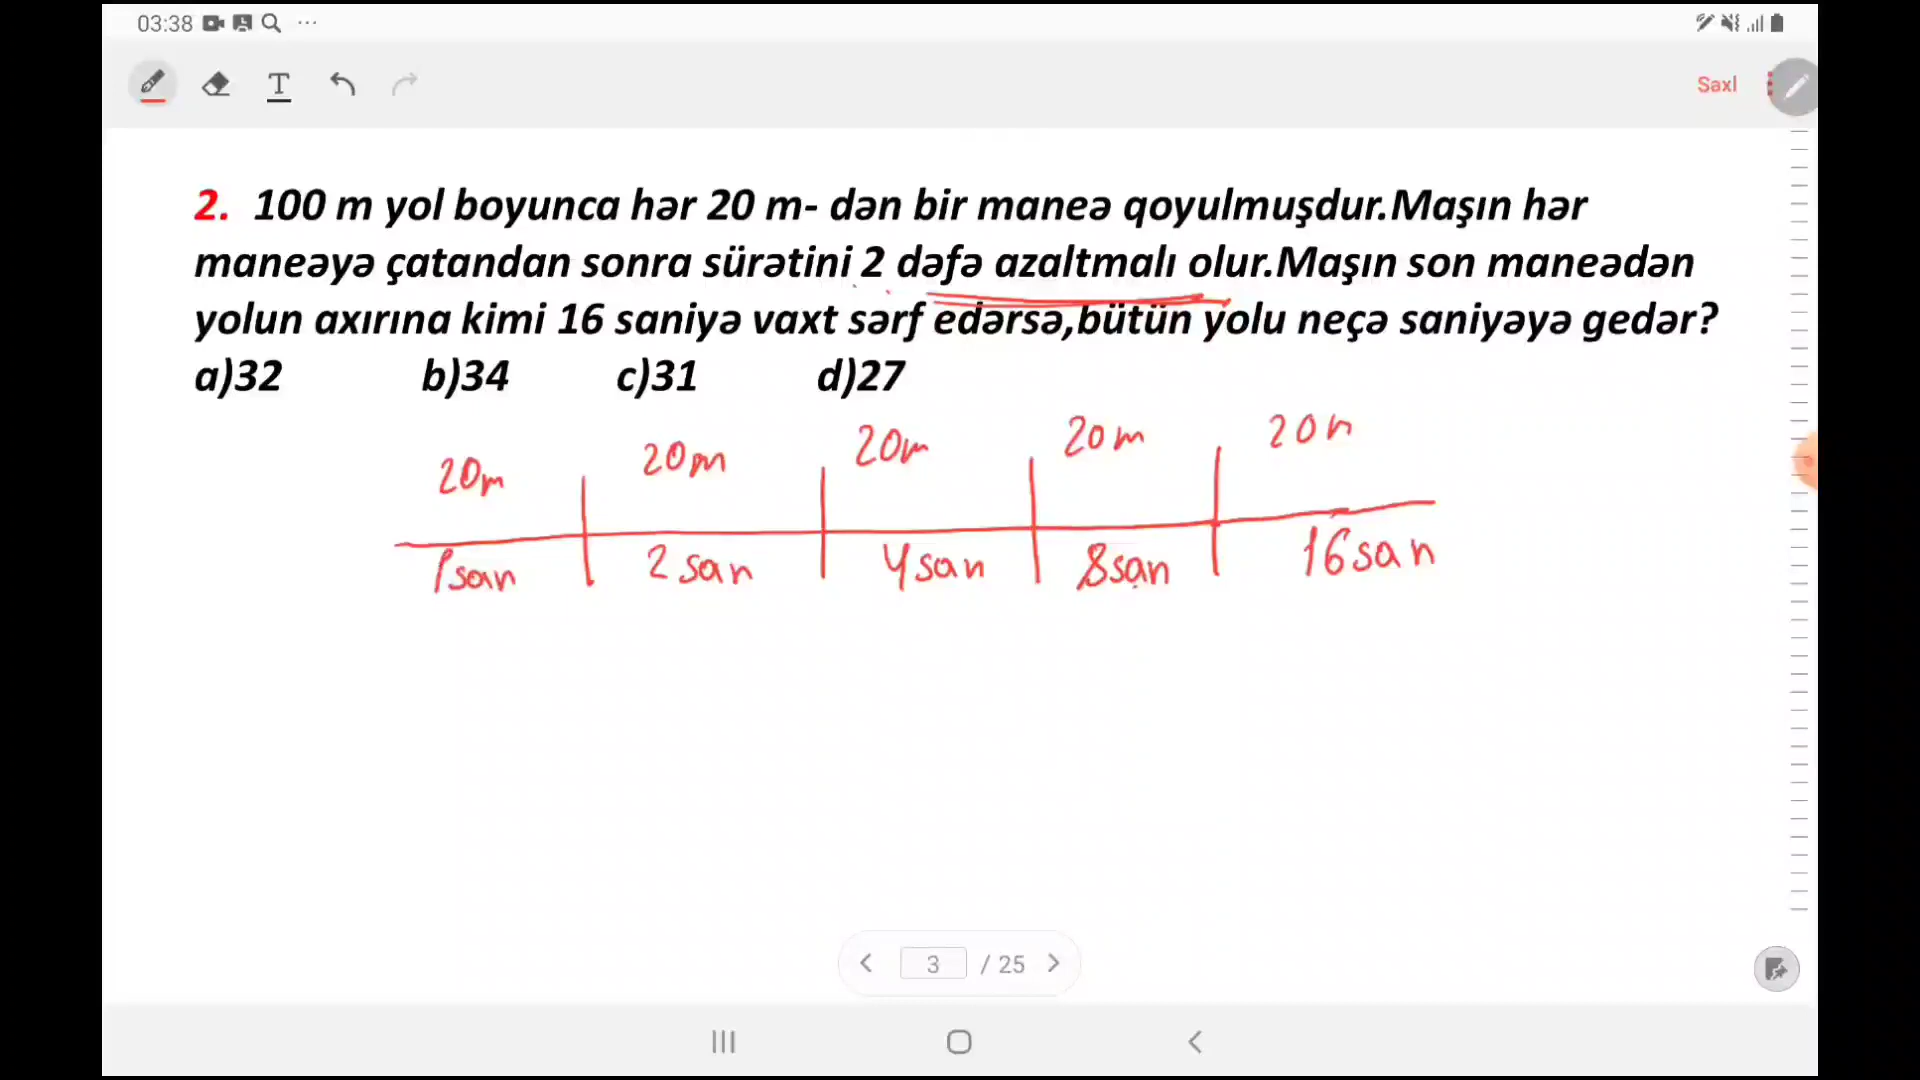 03:38
Saxl
2. 100 m yol boyunca hər 20 m- dən bir maneə qoyulmuşdur.Maşın hər
maneəyə çatandan sonra sürətini 2 dəfə azaltmalı olur.Maşın son maneədən
yolun axırına kimi 16 saniyə vaxt sərf edərsə,bütün yolu neçə saniyəyə gedər?
a)32 b)34 c)31 d)27
20m 20m 20m 20m 20m
1san 2san 4san 8san 16san
3 / 25